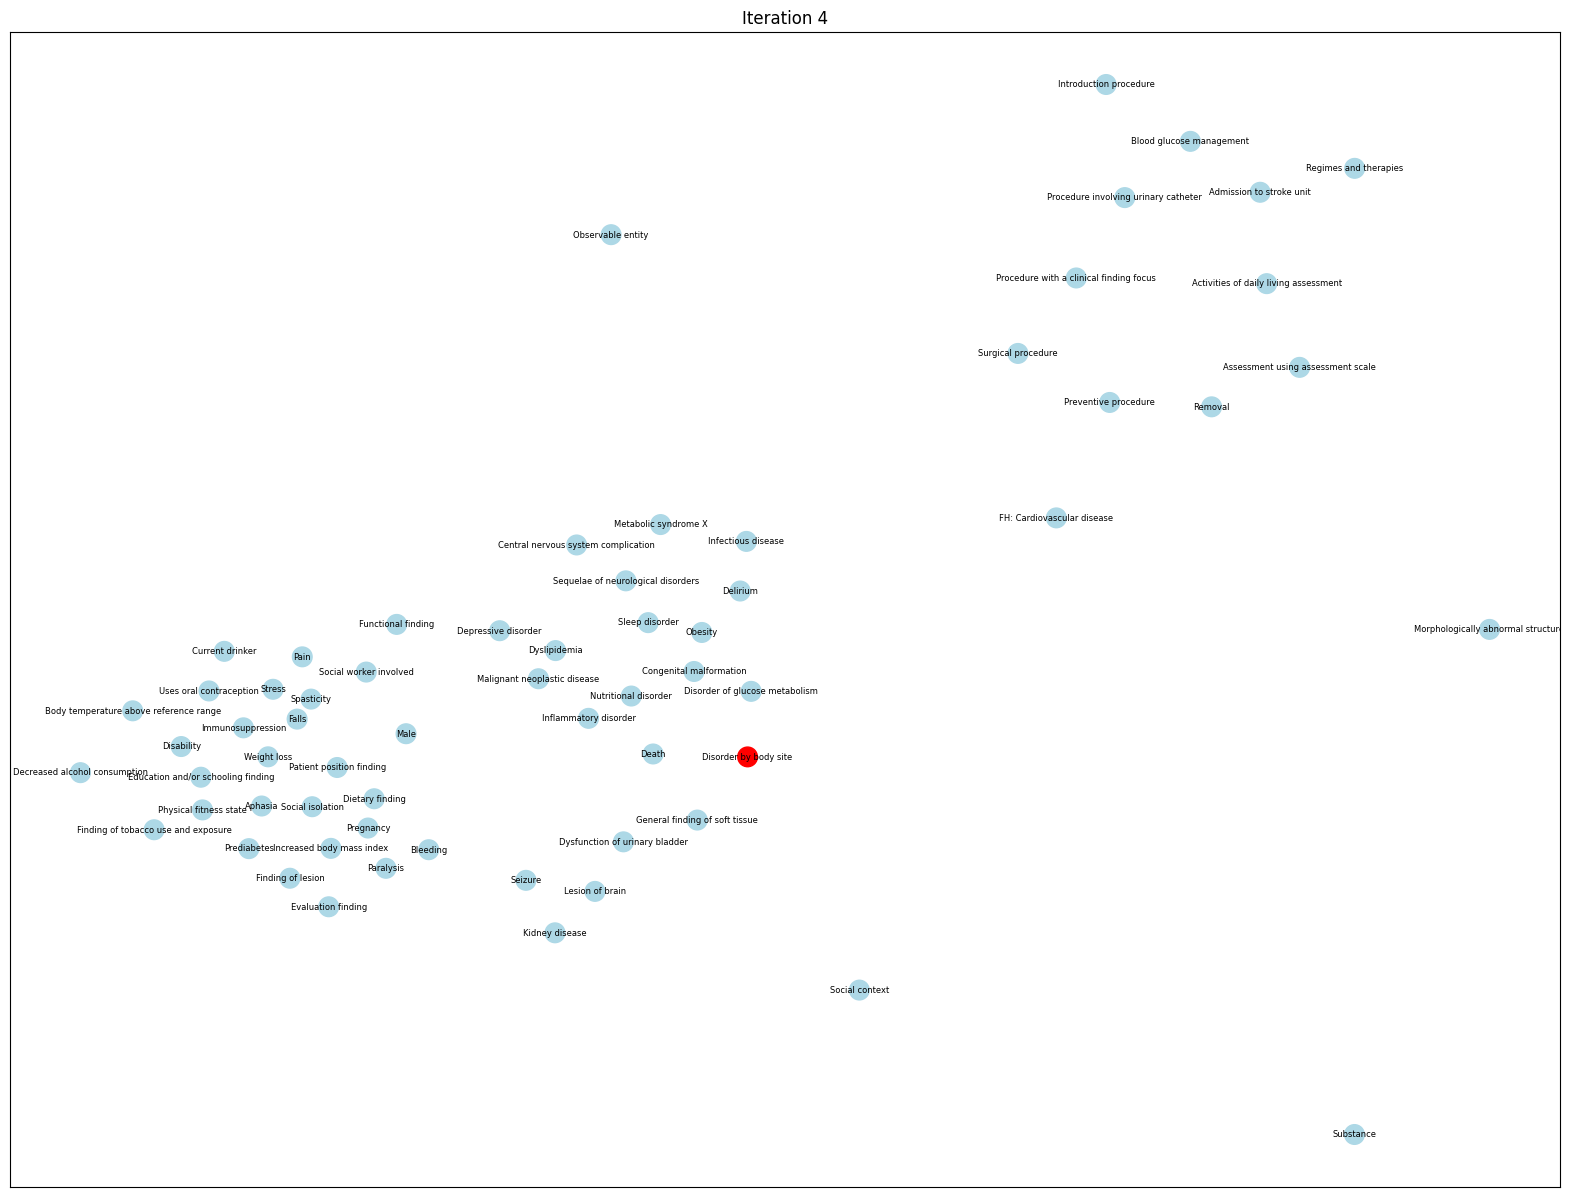 Iteration 4
Introduction procedure
Blood glucose management
Regimes and therapies
Admission to stroke unit
Procedure involving urinary catheter
Observable entity
Procedure with a clinical finding focus
Activities of daily living assessment
Surgical procedure
Assessment using assessment scale
Preventive procedure
Removal
FH: Cardiovascular disease
Metabolic syndrome X
Infectious disease
Central nervous system complication
Sequelae of neurological disorders
Delirium
Sleep disorder
Functional finding
Depressive disorder
Obesity
Morphologically abnormal structure
Current drinker
Dyslipidemia
Pain
Social worker involved
Congenital malformation
Malignant neoplastic disease
Uses oral contraception
Stress
Disorder of glucose metabolism
Nutritional disorder
Spasticity
Body temperature above reference range
Falls
Inflammatory disorder
Immunosuppression
Male
Disability
Death
Weight loss
Disorder by body site
Patient position finding
Decreased alcohol consumption
Education and/or schooling finding
Dietary finding
Physical fitness state
Aphasia
Social isolation
General finding of soft tissue
Finding of tobacco use and exposure
Pregnancy
Dysfunction of urinary bladder
Prediabetes
Increased body mass index
Bleeding
Paralysis
Finding of lesion
Seizure
Lesion of brain
Evaluation finding
Kidney disease
Social context
Substance